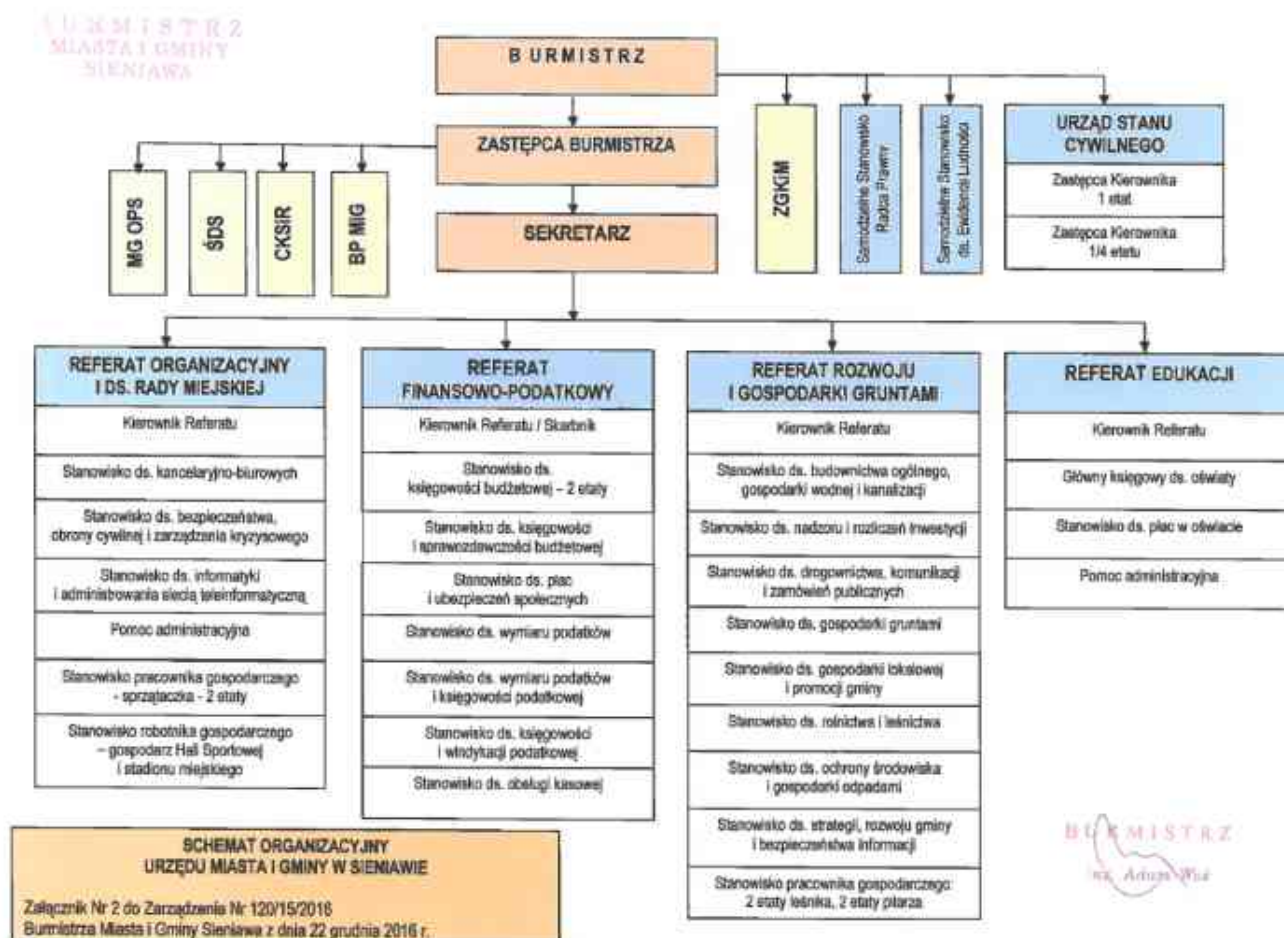 BURMISTRZ
MIASTA I GMINY
SIENIAWA
B URMISTRZ
ZASTĘPCA BURMISTRZA
SEKRETARZ
MG OPS
ŚDS
CKSiR
BP MiG
ZGKiM
Samodzielne Stanowisko
Radca Prawny
Samodzielne Stanowisko
ds. Ewidencji Ludności
URZĄD STANU
CYWILNEGO
Zastępca Kierownika
1 etat
Zastępca Kierownika
1/4 etatu
REFERAT ORGANIZACYJNY
I DS. RADY MIEJSKIEJ
Kierownik Referatu
Stanowisko ds. kancelaryjno-biurowych
Stanowisko ds. bezpieczeństwa,
obrony cywilnej i zarządzania kryzysowego
Stanowisko ds. informatyki
i administrowania siecią teleinformatyczną
Pomoc administracyjna
Stanowisko pracownika gospodarczego
- sprzątaczka - 2 etaty
Stanowisko robotnika gospodarczego
– gospodarz Hali Sportowej
i stadionu miejskiego
REFERAT
FINANSOWO-PODATKOWY
Kierownik Referatu / Skarbnik
Stanowisko ds.
księgowości budżetowej – 2 etaty
Stanowisko ds. księgowości
i sprawozdawczości budżetowej
Stanowisko ds. płac
i ubezpieczeń społecznych
Stanowisko ds. wymiaru podatków
Stanowisko ds. wymiaru podatków
i księgowości podatkowej
Stanowisko ds. księgowości
i windykacji podatkowej
Stanowisko ds. obsługi kasowej
REFERAT ROZWOJU
I GOSPODARKI GRUNTAMI
Kierownik Referatu
Stanowisko ds. budownictwa ogólnego,
gospodarki wodnej i kanalizacji
Stanowisko ds. nadzoru i rozliczeń inwestycji
Stanowisko ds. drogownictwa, komunikacji
i zamówień publicznych
Stanowisko ds. gospodarki gruntami
Stanowisko ds. gospodarki lokalowej
i promocji gminy
Stanowisko ds. rolnictwa i leśnictwa
Stanowisko ds. ochrony środowiska
i gospodarki odpadami
Stanowisko ds. strategii, rozwoju gminy
i bezpieczeństwa informacji
Stanowisko pracownika gospodarczego:
2 etaty leśnika, 2 etaty pilarza
REFERAT EDUKACJI
Kierownik Referatu
Główny księgowy ds. oświaty
Stanowisko ds. płac w oświacie
Pomoc administracyjna
SCHEMAT ORGANIZACYJNY
URZĘDU MIASTA I GMINY W SIENIAWIE
Załącznik Nr 2 do Zarządzenia Nr 120/15/2016
Burmistrza Miasta i Gminy Sieniawa z dnia 22 grudnia 2016 r.
BURMISTRZ
Adam Woś